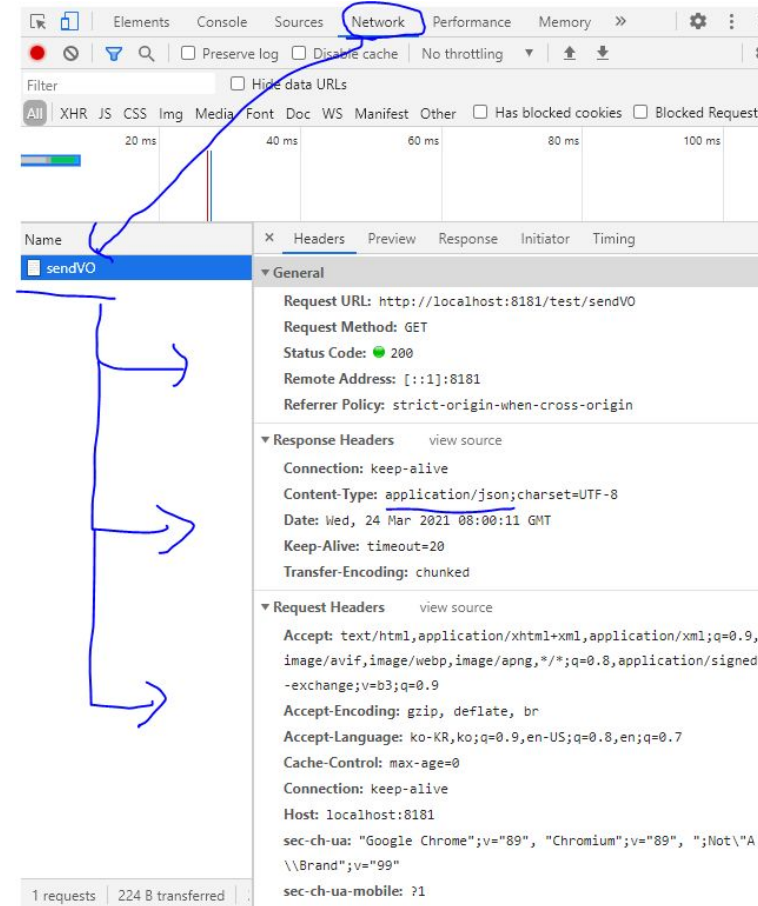 Elements Console Sources Network Performance Memory »
Preserve log Disable cache No throttling
Filter Hide data URLs
All XHR JS CSS Img Media Font Doc WS Manifest Other Has blocked cookies Blocked Request
20 ms 40 ms 60 ms 80 ms 100 ms
Name
× Headers Preview Response Initiator Timing
sendVO
General
Request URL: http://localhost:8181/test/sendVO
Request Method: GET
Status Code: 200
Remote Address: [::1]:8181
Referrer Policy: strict-origin-when-cross-origin
Response Headers view source
Connection: keep-alive
Content-Type: application/json;charset=UTF-8
Date: Wed, 24 Mar 2021 08:00:11 GMT
Keep-Alive: timeout=20
Transfer-Encoding: chunked
Request Headers view source
Accept: text/html,application/xhtml+xml,application/xml;q=0.9,
image/avif,image/webp,image/apng,*/*;q=0.8,application/signed
-exchange;v=b3;q=0.9
Accept-Encoding: gzip, deflate, br
Accept-Language: ko-KR,ko;q=0.9,en-US;q=0.8,en;q=0.7
Cache-Control: max-age=0
Connection: keep-alive
Host: localhost:8181
sec-ch-ua: "Google Chrome";v="89", "Chromium";v="89", ";Not\"A
\\Brand";v="99"
sec-ch-ua-mobile: ?1
1 requests 224 B transferred